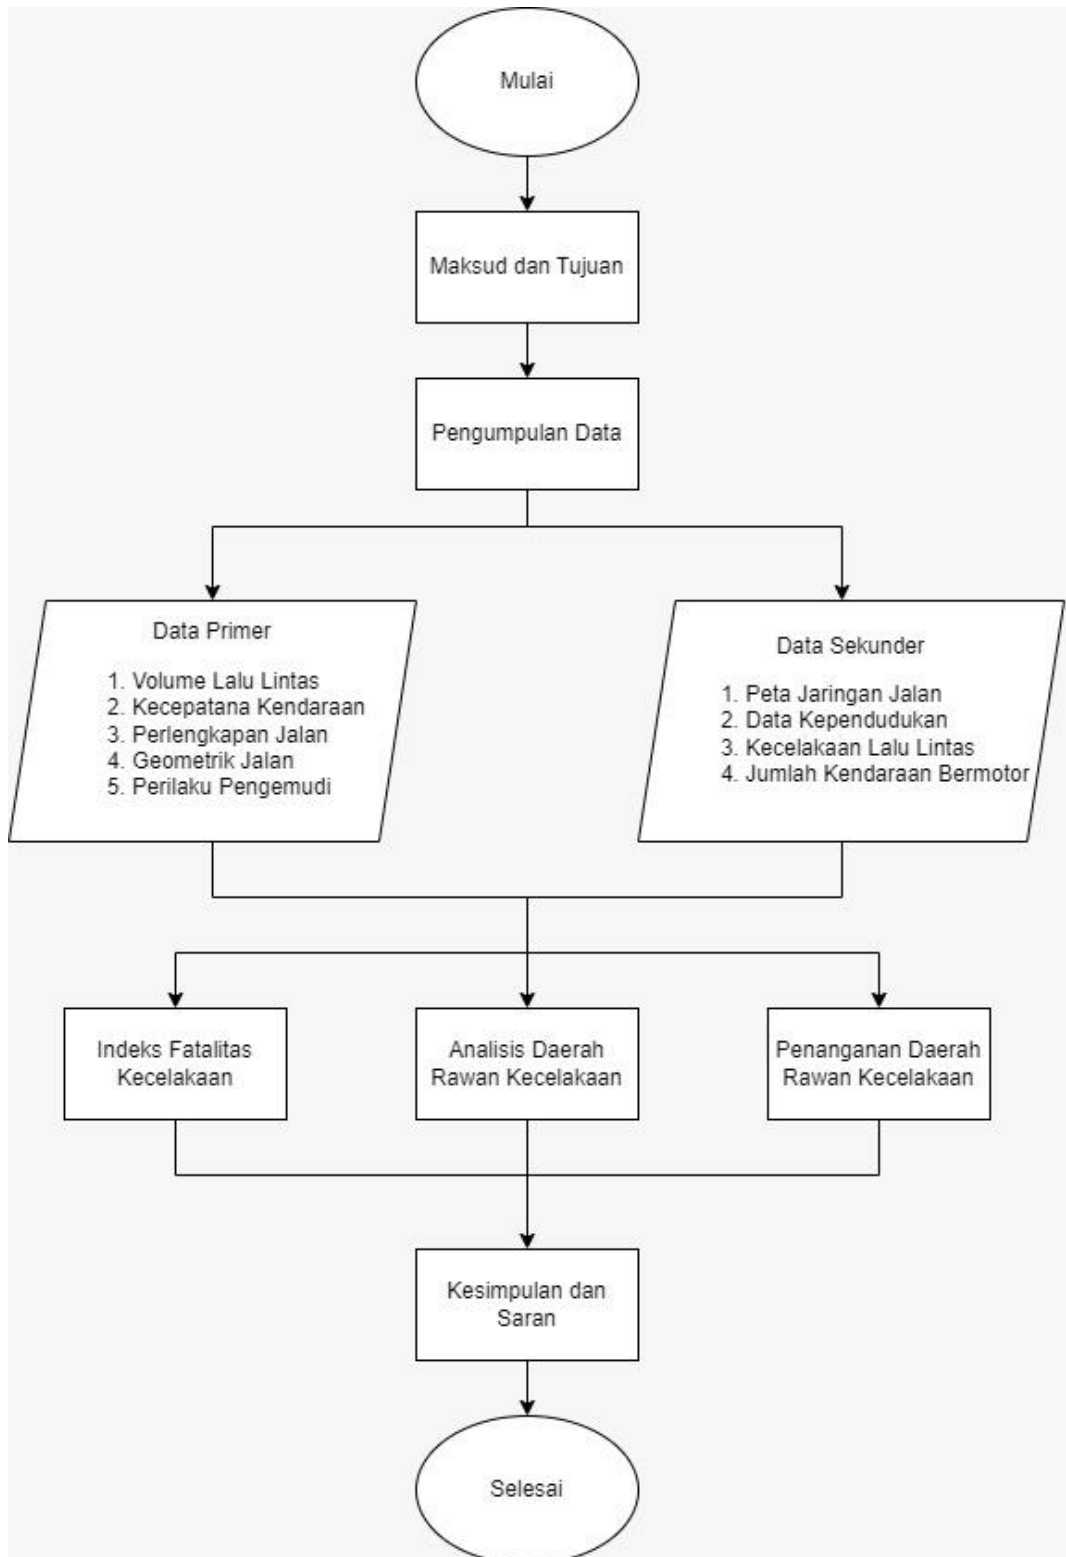 Mulai
Maksud dan Tujuan
Pengumpulan Data
Data Primer
1. Volume Lalu Lintas
2. Kecepatana Kendaraan
3. Perlengkapan Jalan
4. Geometrik Jalan
5. Perilaku Pengemudi
Data Sekunder
1. Peta Jaringan Jalan
2. Data Kependudukan
3. Kecelakaan Lalu Lintas
4. Jumlah Kendaraan Bermotor
Indeks Fatalitas
Kecelakaan
Analisis Daerah
Rawan Kecelakaan
Penanganan Daerah
Rawan Kecelakaan
Kesimpulan dan
Saran
Selesai